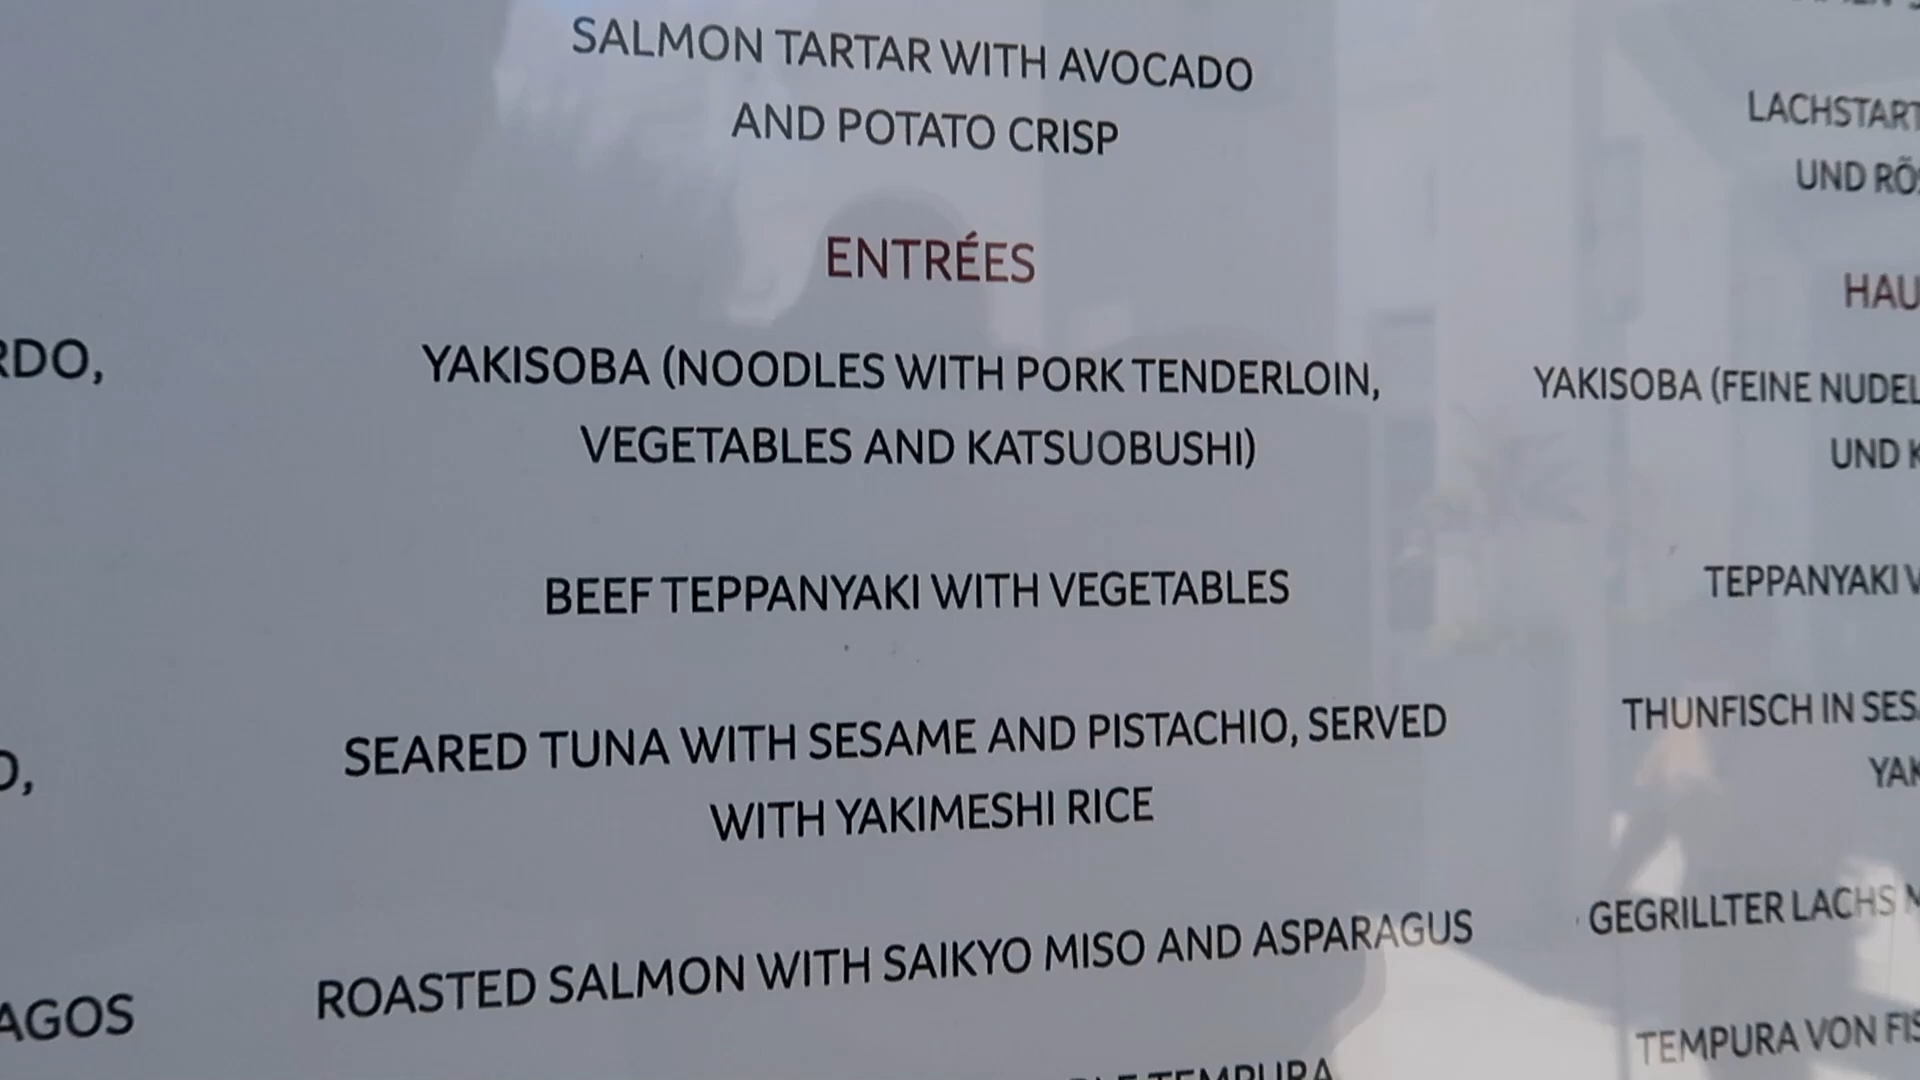 SALMON TARTAR WITH AVOCADO
AND POTATO CRISP
ENTRÉES
YAKISOBA (NOODLES WITH PORK TENDERLOIN,
VEGETABLES AND KATSUOBUSHI)
BEEF TEPPANYAKI WITH VEGETABLES
SEARED TUNA WITH SESAME AND PISTACHIO, SERVED
WITH YAKIMESHI RICE
ROASTED SALMON WITH SAIKYO MISO AND ASPARAGUS
TEMPURA
RDO,
AGOS
LACHSTART
UND RÖS
HAU
YAKISOBA (FEINE NUDEL
UND K
TEPPANYAKI V
THUNFISCH IN SES
YAK
GEGRILLTER LACHS M
TEMPURA VON FIS